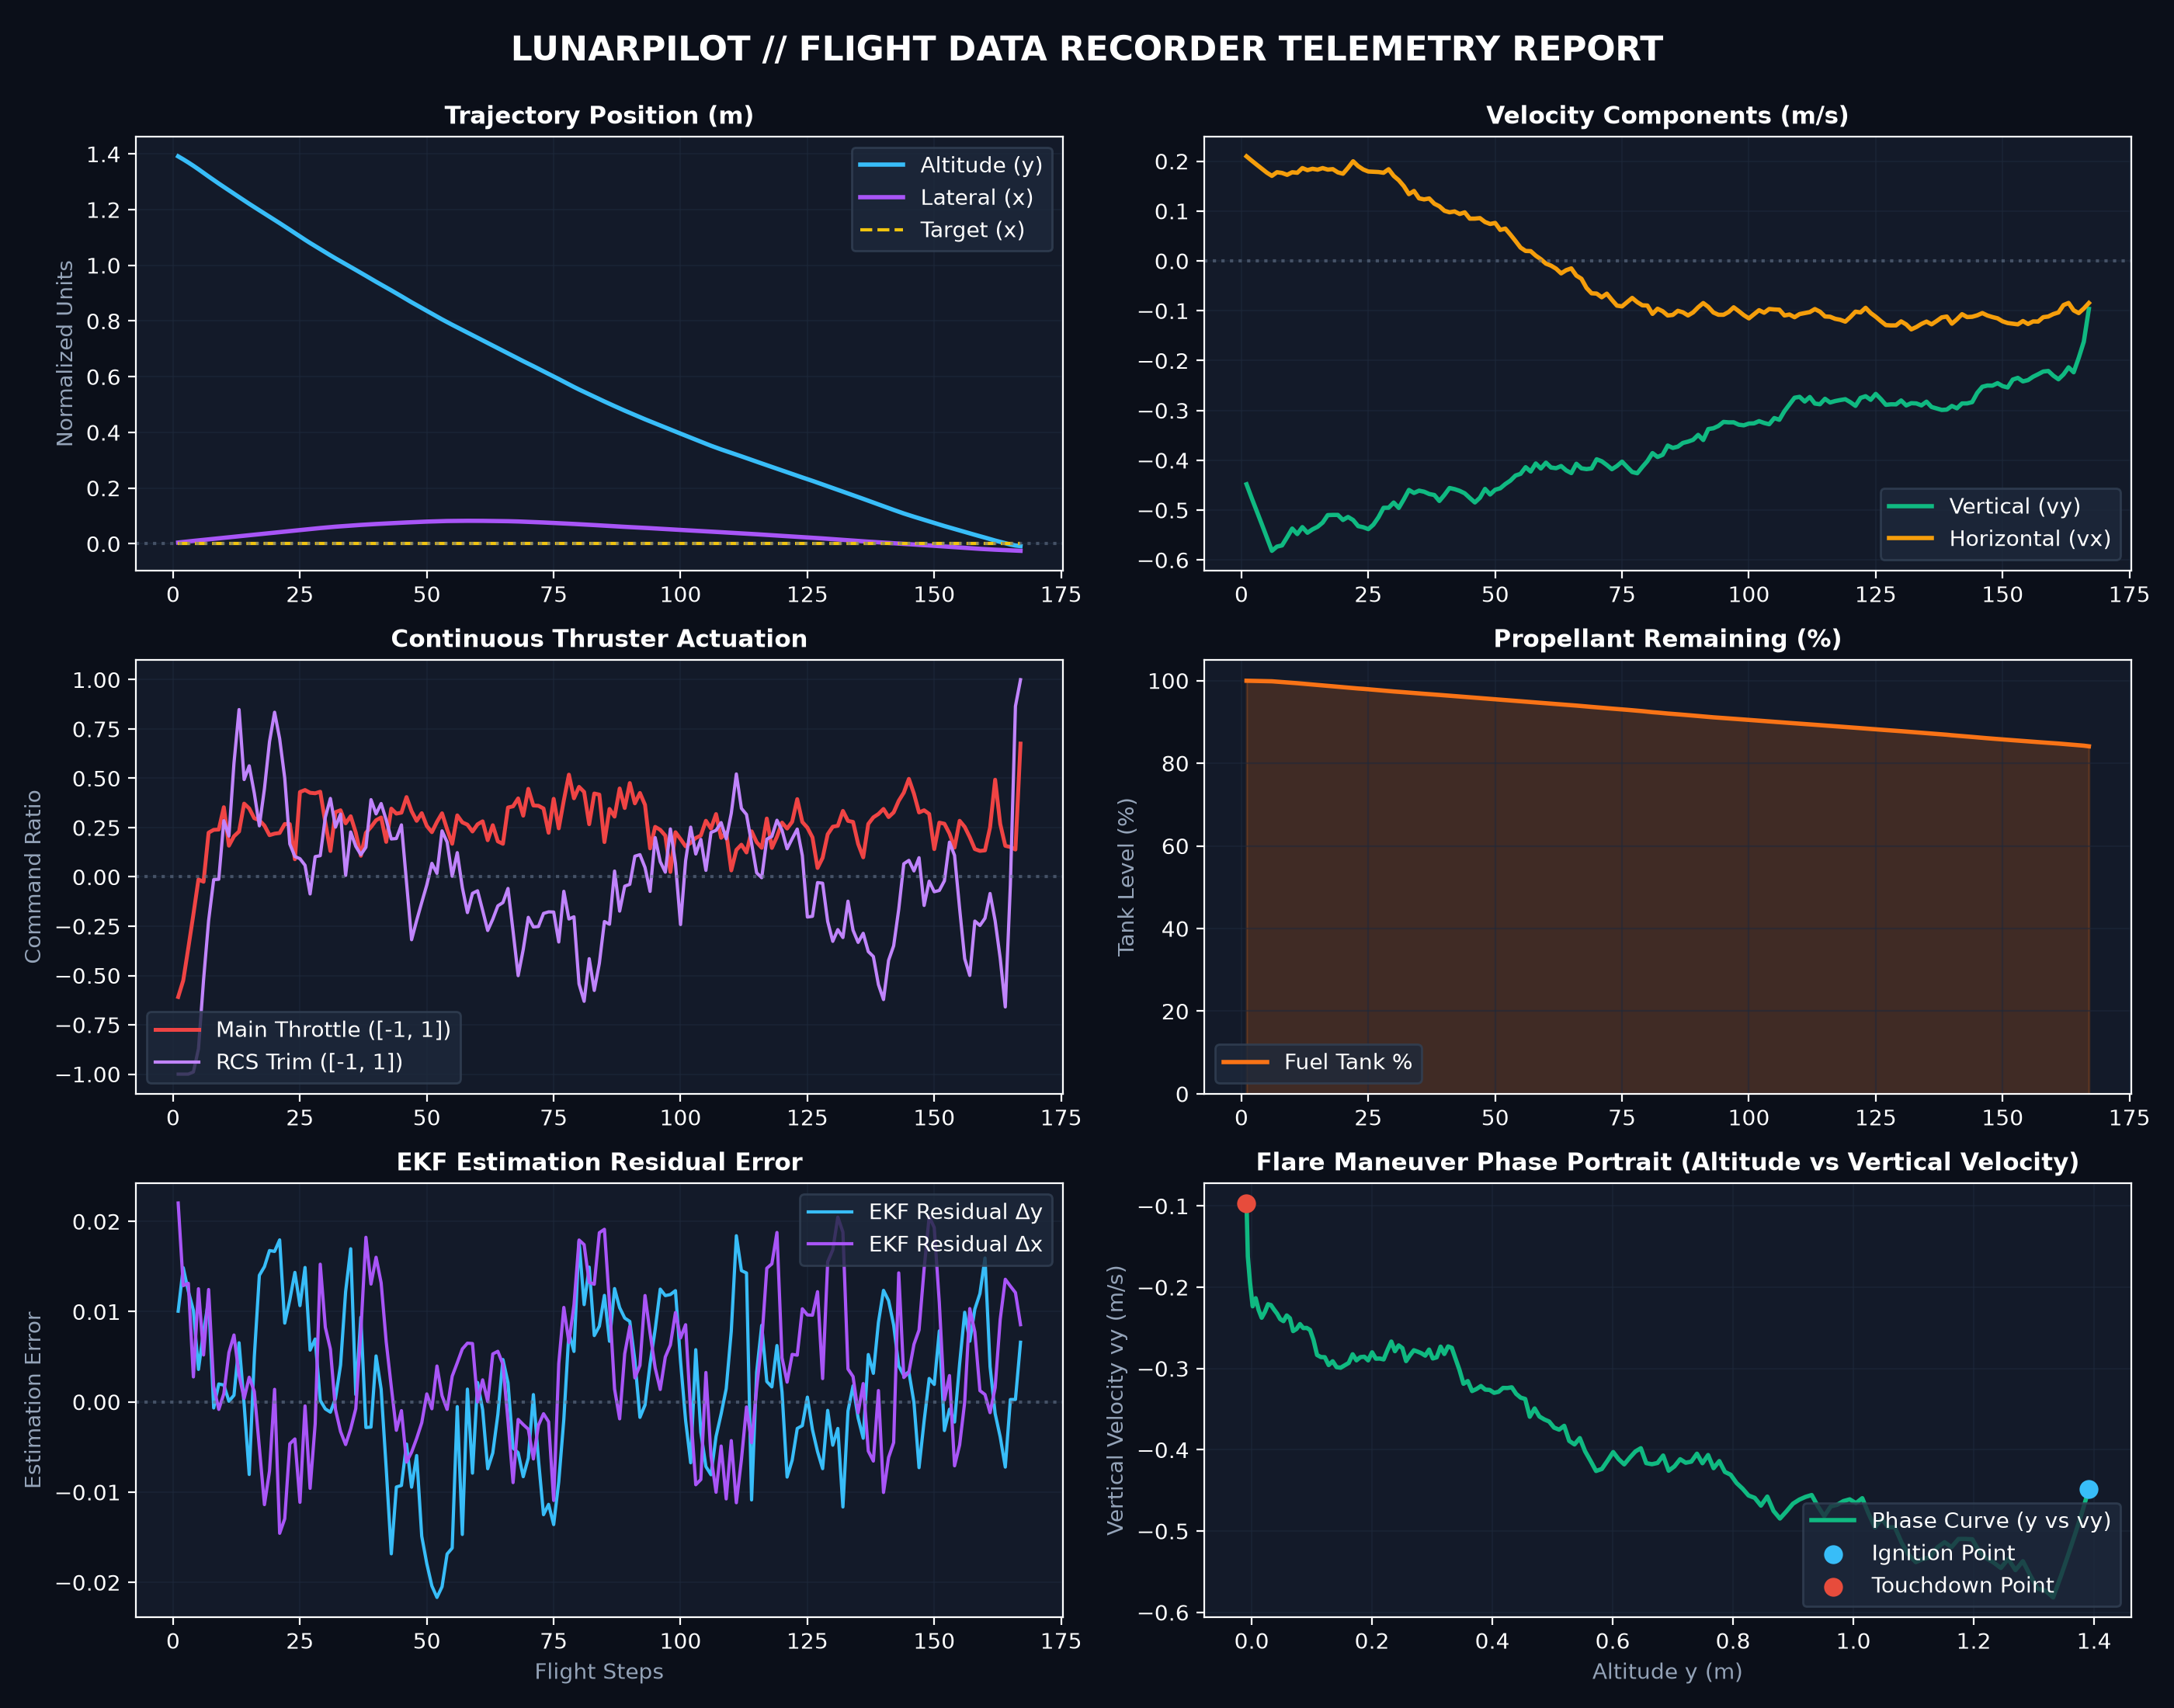 LUNARPILOT // FLIGHT DATA RECORDER TELEMETRY REPORT
Trajectory Position (m)
Normalized Units
1.4
1.2
1.0
0.8
0.6
0.4
0.2
0.0
Altitude (y)
Lateral (x)
Target (x)
0 25 50 75 100 125 150 175
Velocity Components (m/s)
0.2
0.1
0.0
−0.1
−0.2
−0.3
−0.4
−0.5
−0.6
Vertical (vy)
Horizontal (vx)
0 25 50 75 100 125 150 175
Continuous Thruster Actuation
Command Ratio
1.00
0.75
0.50
0.25
0.00
−0.25
−0.50
−0.75
−1.00
Main Throttle ([-1, 1])
RCS Trim ([-1, 1])
0 25 50 75 100 125 150 175
Propellant Remaining (%)
Tank Level (%)
100
80
60
40
20
0
Fuel Tank %
0 25 50 75 100 125 150 175
EKF Estimation Residual Error
Estimation Error
0.02
0.01
0.00
−0.01
−0.02
EKF Residual Δy
EKF Residual Δx
0 25 50 75 100 125 150 175
Flight Steps
Flare Maneuver Phase Portrait (Altitude vs Vertical Velocity)
Vertical Velocity vy (m/s)
−0.1
−0.2
−0.3
−0.4
−0.5
−0.6
Phase Curve (y vs vy)
Ignition Point
Touchdown Point
0.0 0.2 0.4 0.6 0.8 1.0 1.2 1.4
Altitude y (m)